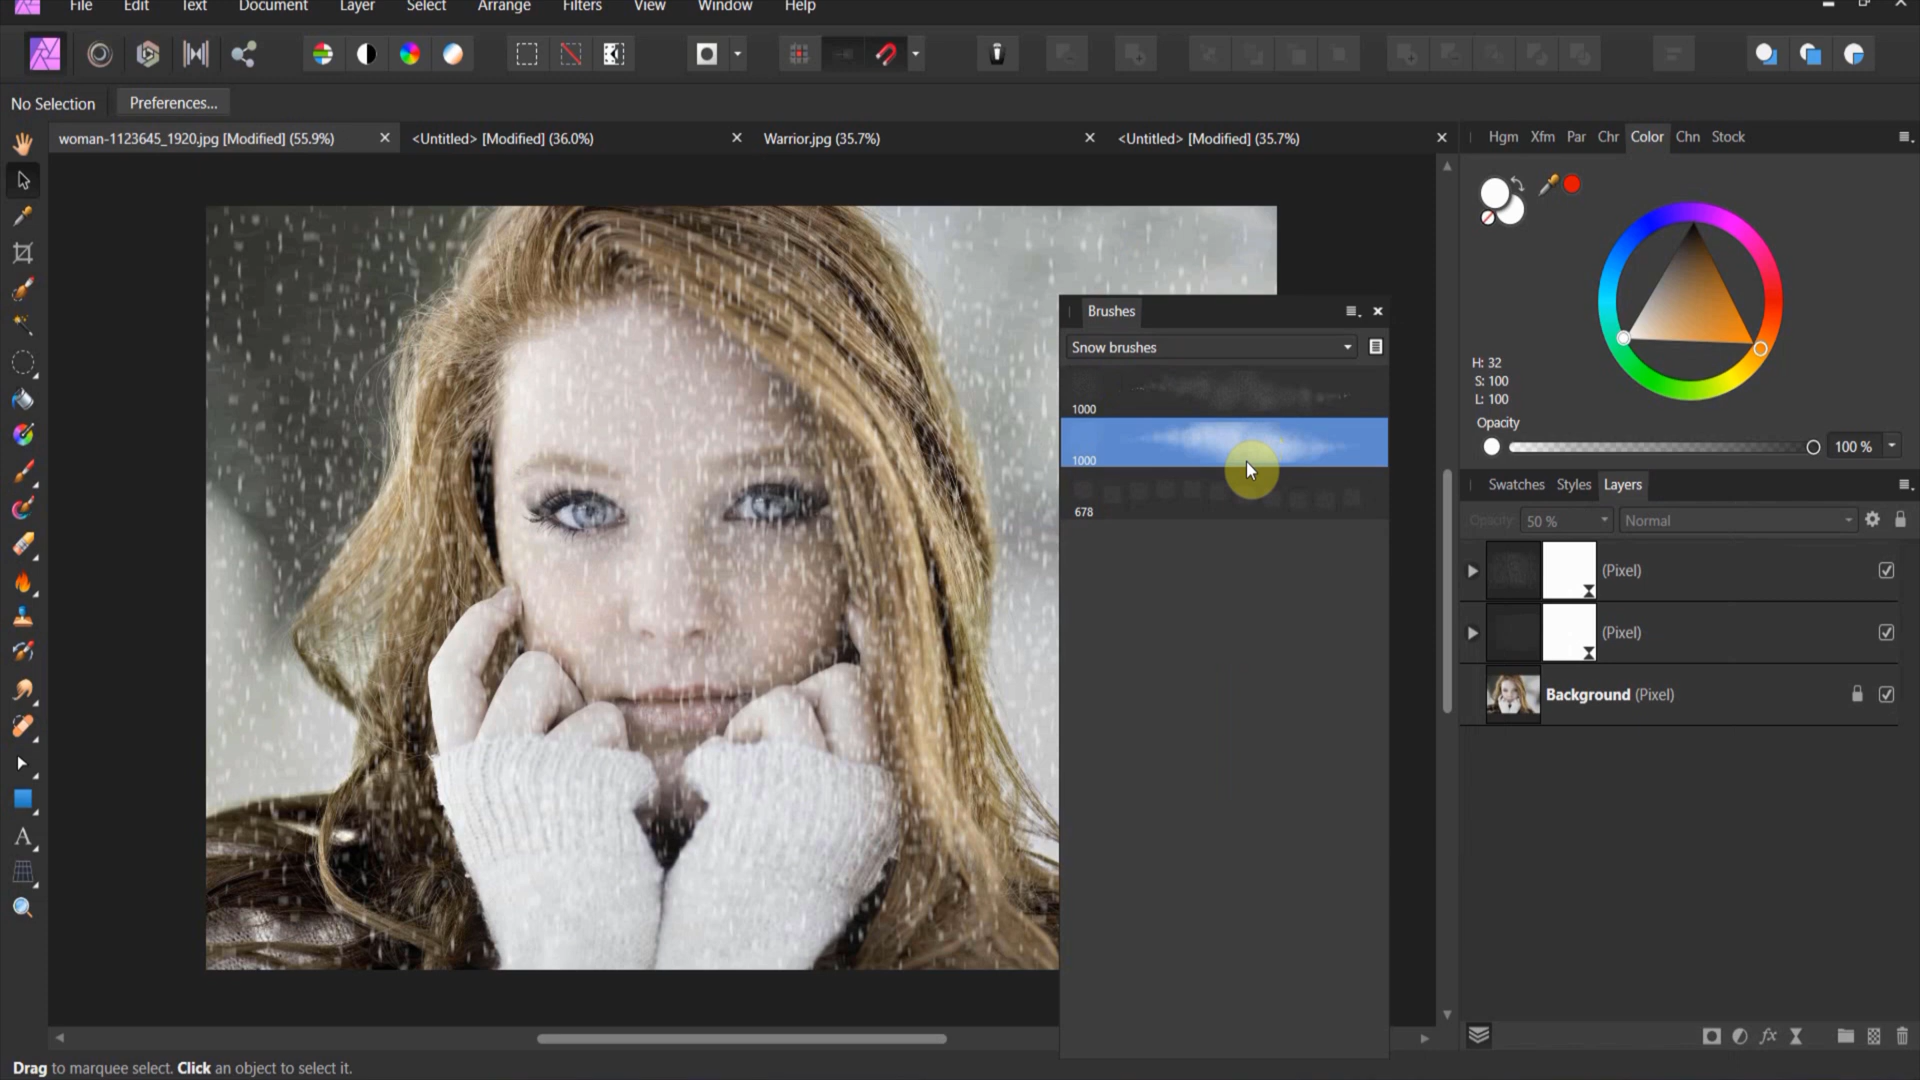 File Edit Text Document Layer Select Arrange Filters View Window Help
No Selection Preferences...
woman-1123645_1920.jpg [Modified] (55.9%) <Untitled> [Modified] (36.0%) Warrior.jpg (35.7%) <Untitled> [Modified] (35.7%)
Hgm Xfm Par Chr Color Chn Stock
H: 32
S: 100
L: 100
Opacity
100 %
Brushes
Snow brushes
1000
1000
678
Swatches Styles Layers
Opacity: 50 % Normal
(Pixel)
(Pixel)
Background (Pixel)
Drag to marquee select. Click an object to select it.